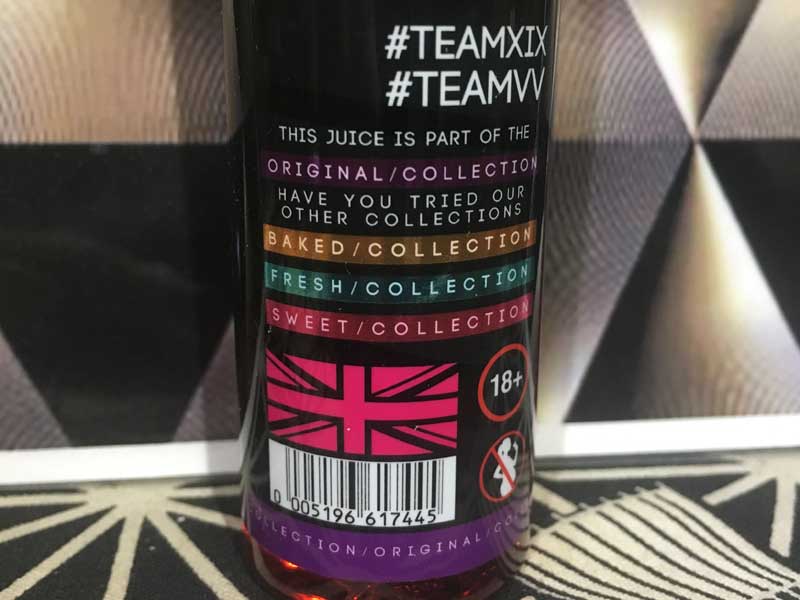 #TEAMXIX
#TEAMVV
THIS JUICE IS PART OF THE
ORIGINAL/COLLECTION
HAVE YOU TRIED OUR
OTHER COLLECTIONS
BAKED/COLLECTION
FRESH/COLLECTION
SWEET/COLLECTION
18+
0 005196 617445
COLLECTION/ORIGINAL/CO